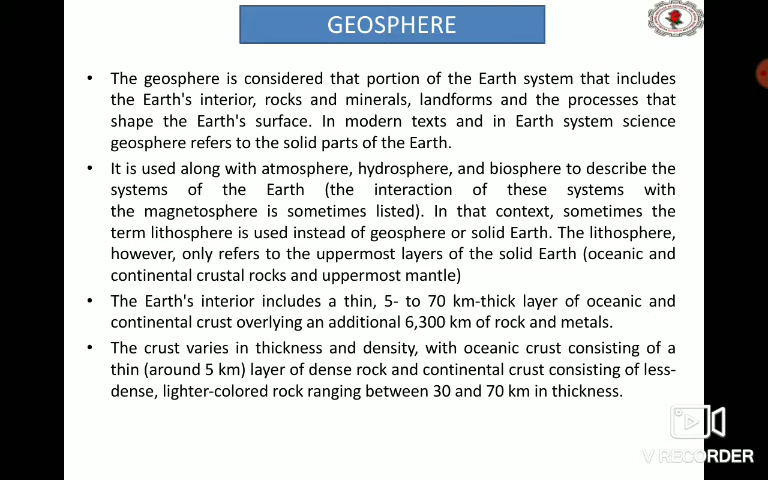 GEOSPHERE
• The geosphere is considered that portion of the Earth system that includes
the Earth's interior, rocks and minerals, landforms and the processes that
shape the Earth's surface. In modern texts and in Earth system science
geosphere refers to the solid parts of the Earth.
• It is used along with atmosphere, hydrosphere, and biosphere to describe the
systems of the Earth (the interaction of these systems with
the magnetosphere is sometimes listed). In that context, sometimes the
term lithosphere is used instead of geosphere or solid Earth. The lithosphere,
however, only refers to the uppermost layers of the solid Earth (oceanic and
continental crustal rocks and uppermost mantle)
• The Earth's interior includes a thin, 5- to 70 km-thick layer of oceanic and
continental crust overlying an additional 6,300 km of rock and metals.
• The crust varies in thickness and density, with oceanic crust consisting of a
thin (around 5 km) layer of dense rock and continental crust consisting of less-
dense, lighter-colored rock ranging between 30 and 70 km in thickness.
V RECORDER